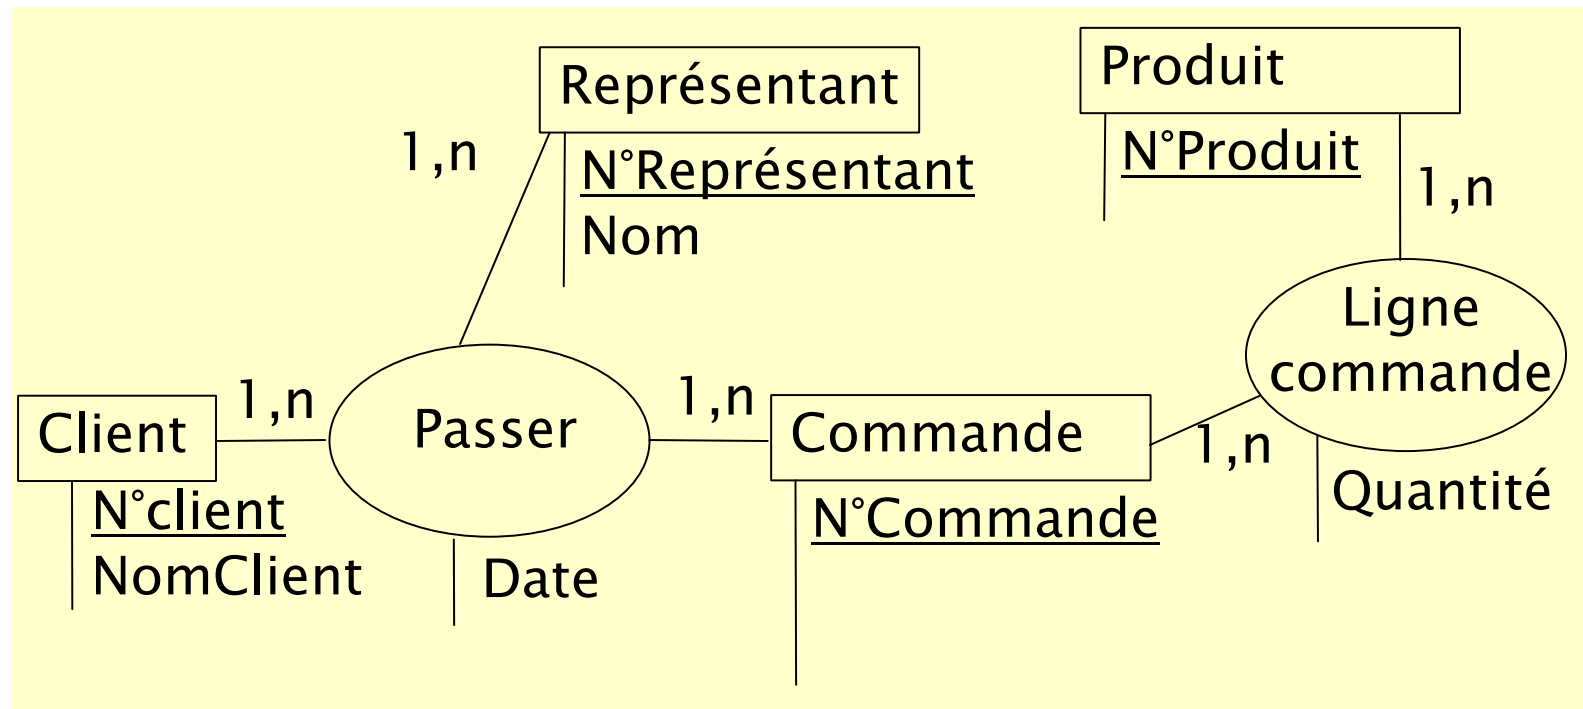 Représentant
N°Représentant
Nom
1,n
Produit
N°Produit
1,n
Ligne
commande
Quantité
1,n
Client
N°client
NomClient
1,n
Passer
Date
1,n
Commande
N°Commande